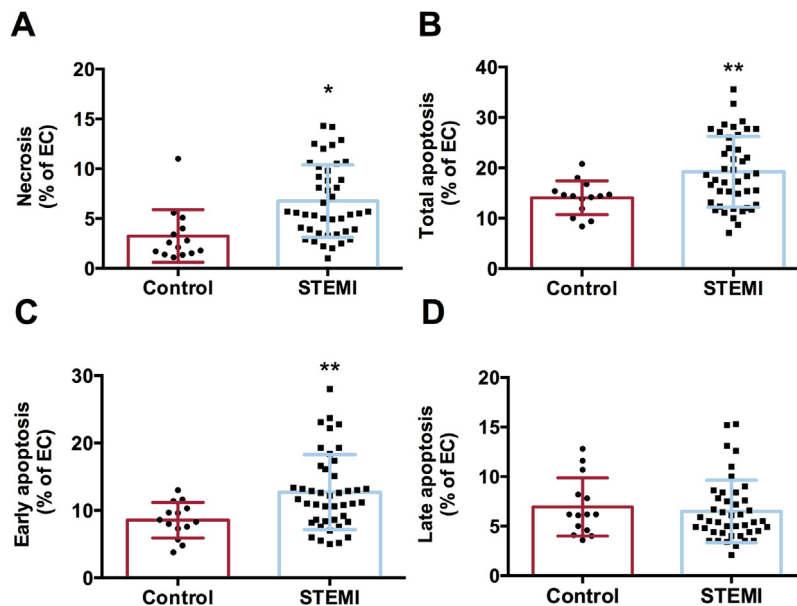 A
Necrosis
(% of EC)
20
15
10
5
0
*
Control
STEMI
B
Total apoptosis
(% of EC)
40
30
20
10
0
**
Control
STEMI
C
Early apoptosis
(% of EC)
30
20
10
0
**
Control
STEMI
D
Late apoptosis
(% of EC)
20
15
10
5
0
Control
STEMI